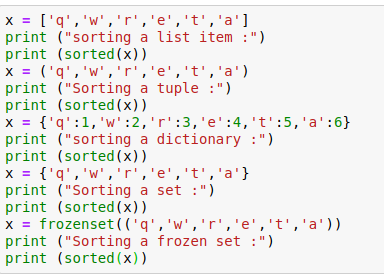 x = ['q','w','r','e','t','a']
print ("sorting a list item :")
print (sorted(x))
x = ('q','w','r','e','t','a')
print ("Sorting a tuple :")
print (sorted(x))
x = {'q':1,'w':2,'r':3,'e':4,'t':5,'a':6}
print ("sorting a dictionary :")
print (sorted(x))
x = {'q','w','r','e','t','a'}
print ("Sorting a set :")
print (sorted(x))
x = frozenset(('q','w','r','e','t','a'))
print ("Sorting a frozen set :")
print (sorted(x))